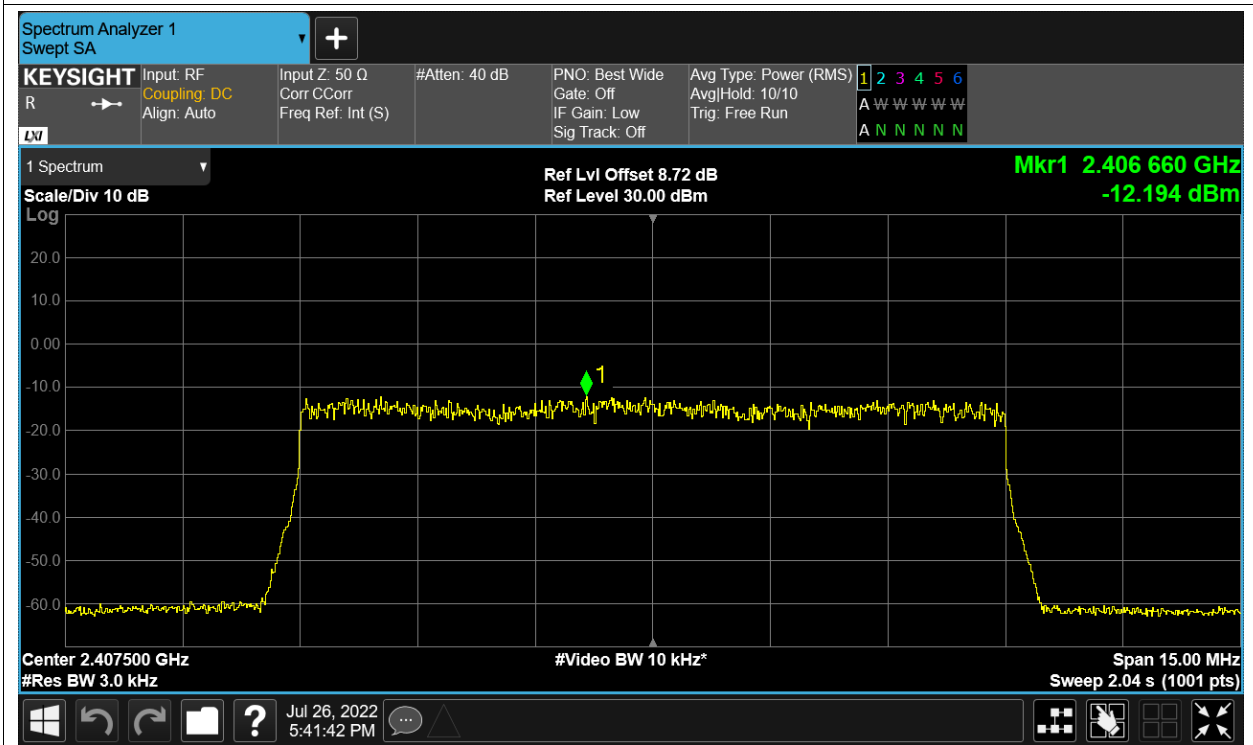 Spectrum Analyzer 1
Swept SA
+
KEYSIGHT
R
LXI
Input: RF
Coupling: DC
Align: Auto
Input Z: 50 Ω
Corr CCorr
Freq Ref: Int (S)
#Atten: 40 dB
PNO: Best Wide
Gate: Off
IF Gain: Low
Sig Track: Off
Avg Type: Power (RMS)
Avg|Hold: 10/10
Trig: Free Run
1 2 3 4 5 6
A W W W W W
A N N N N N
1 Spectrum
Scale/Div 10 dB
Log
Ref Lvl Offset 8.72 dB
Ref Level 30.00 dBm
Mkr1 2.406 660 GHz
-12.194 dBm
20.0
10.0
0.00
-10.0
-20.0
-30.0
-40.0
-50.0
-60.0
1
Center 2.407500 GHz
#Res BW 3.0 kHz
#Video BW 10 kHz*
Span 15.00 MHz
Sweep 2.04 s (1001 pts)
?
Jul 26, 2022
5:41:42 PM